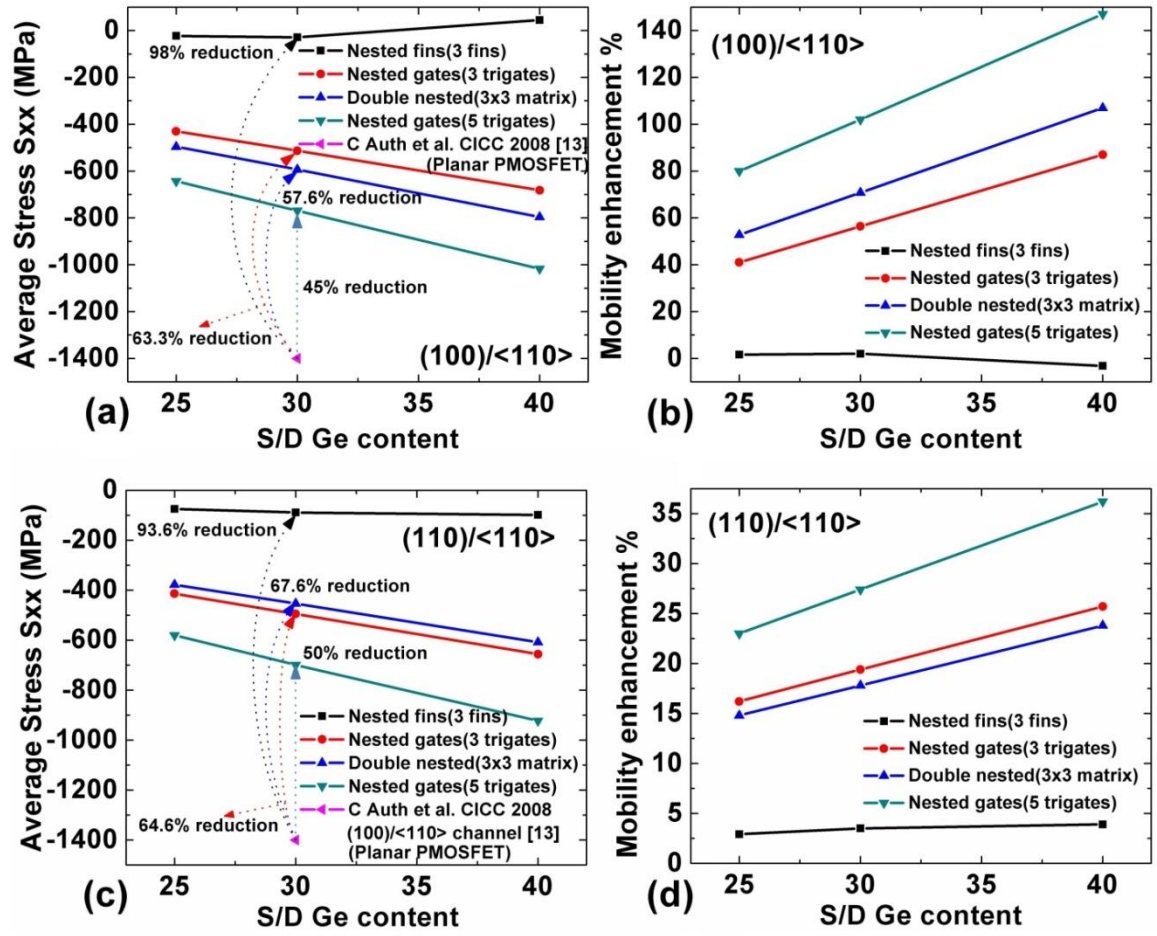 Average Stress Sxx (MPa)
0
-200
-400
-600
-800
-1000
-1200
-1400
98% reduction
Nested fins(3 fins)
Nested gates(3 trigates)
Double nested(3x3 matrix)
Nested gates(5 trigates)
C Auth et al. CICC 2008 [13]
(Planar PMOSFET)
57.6% reduction
45% reduction
63.3% reduction
(100)/<110>
25 30 35 40
(a)
S/D Ge content
Mobility enhancement %
140
120
100
80
60
40
20
0
(100)/<110>
Nested fins(3 fins)
Nested gates(3 trigates)
Double nested(3x3 matrix)
Nested gates(5 trigates)
25 30 35 40
(b)
S/D Ge content
Average Stress Sxx (MPa)
0
-200
-400
-600
-800
-1000
-1200
-1400
93.6% reduction
(110)/<110>
67.6% reduction
50% reduction
Nested fins(3 fins)
Nested gates(3 trigates)
Double nested(3x3 matrix)
Nested gates(5 trigates)
C Auth et al. CICC 2008
(100)/<110> channel [13]
(Planar PMOSFET)
64.6% reduction
25 30 35 40
(c)
S/D Ge content
Mobility enhancement %
35
30
25
20
15
10
5
0
(110)/<110>
Nested fins(3 fins)
Nested gates(3 trigates)
Double nested(3x3 matrix)
Nested gates(5 trigates)
25 30 35 40
(d)
S/D Ge content